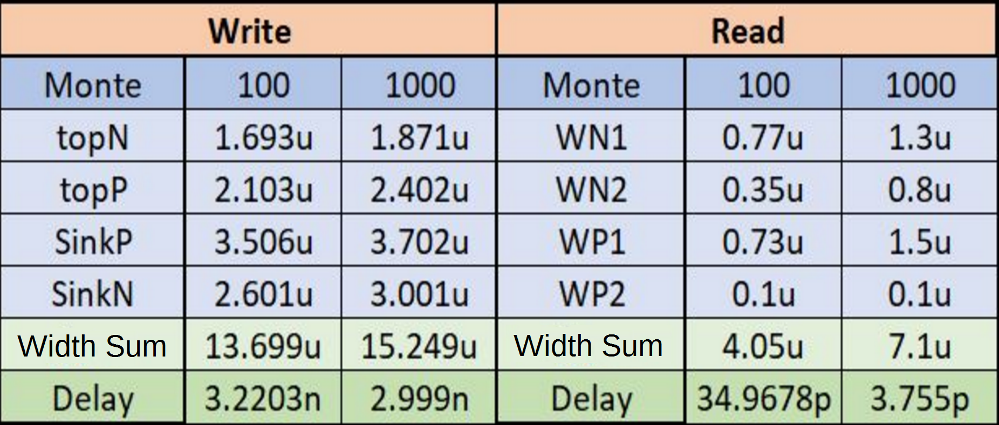 Write Read
Monte 100 1000 Monte 100 1000
topN 1.693u 1.871u WN1 0.77u 1.3u
topP 2.103u 2.402u WN2 0.35u 0.8u
SinkP 3.506u 3.702u WP1 0.73u 1.5u
SinkN 2.601u 3.001u WP2 0.1u 0.1u
Width Sum 13.699u 15.249u Width Sum 4.05u 7.1u
Delay 3.2203n 2.999n Delay 34.9678p 3.755p